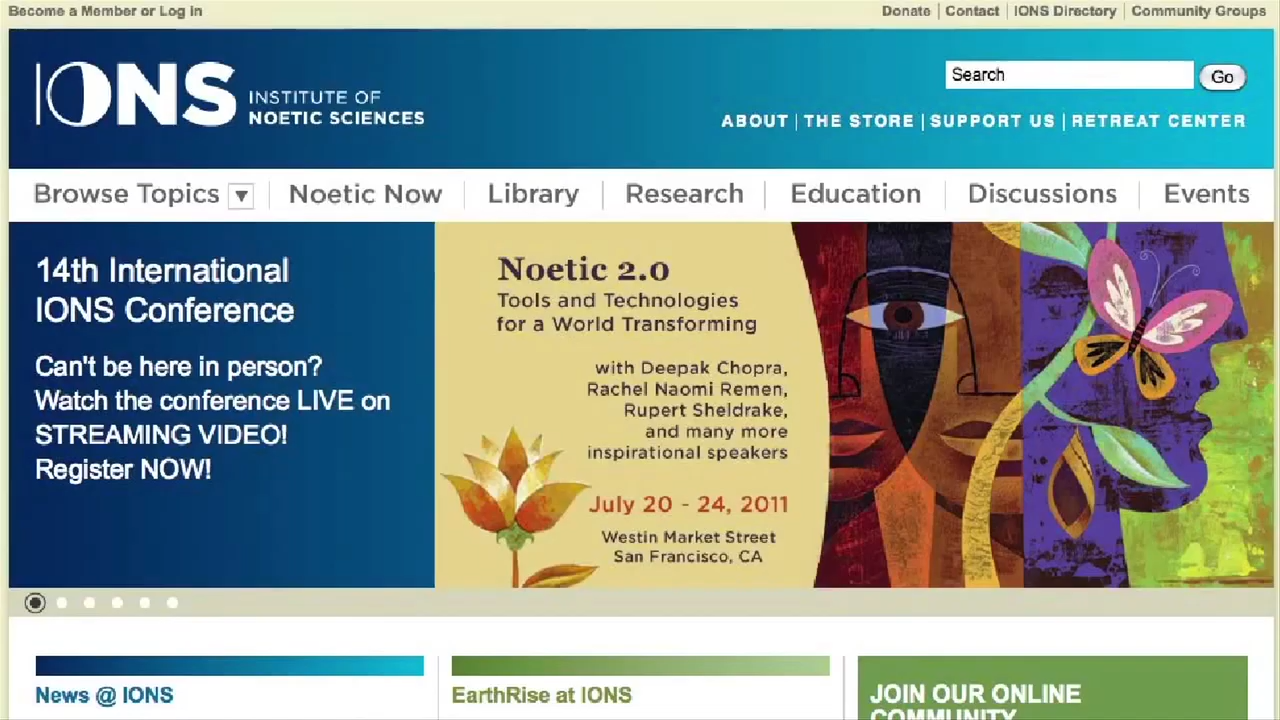 Become a Member or Log in
Donate | Contact | IONS Directory | Community Groups
IONS INSTITUTE OF
NOETIC SCIENCES
Search
Go
ABOUT | THE STORE | SUPPORT US | RETREAT CENTER
Browse Topics ▼ | Noetic Now | Library | Research | Education | Discussions | Events
14th International
IONS Conference
Can't be here in person?
Watch the conference LIVE on
STREAMING VIDEO!
Register NOW!
Noetic 2.0
Tools and Technologies
for a World Transforming
with Deepak Chopra,
Rachel Naomi Remen,
Rupert Sheldrake,
and many more
inspirational speakers
July 20 - 24, 2011
Westin Market Street
San Francisco, CA
News @ IONS
EarthRise at IONS
JOIN OUR ONLINE
COMMUNITY